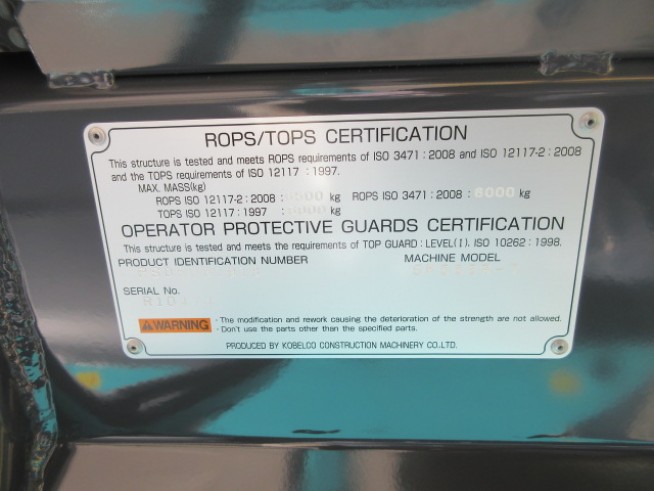 ROPS/TOPS CERTIFICATION
This structure is tested and meets ROPS requirements of ISO 3471:2008 and ISO 12117-2:2008
and the TOPS requirements of ISO 12117:1997.
MAX. MASS(kg)
ROPS ISO 12117-2:2008: kg ROPS ISO 3471:2008: 6000 kg
TOPS ISO 12117:1997 : kg
OPERATOR PROTECTIVE GUARDS CERTIFICATION
This structure is tested and meets the requirements of TOP GUARD:LEVEL(I). ISO 10262:1998.
PRODUCT IDENTIFICATION NUMBER MACHINE MODEL
SERIAL No.
WARNING
· The modification and rework causing the deterioration of the strength are not allowed.
· Don't use the parts other than the specified parts.
PRODUCED BY KOBELCO CONSTRUCTION MACHINERY CO.LTD.